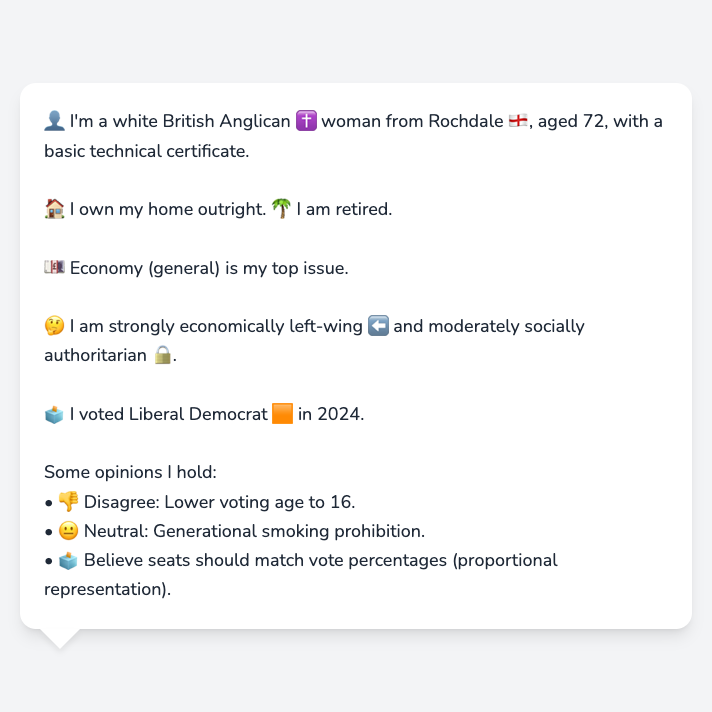 👤 I'm a white British Anglican ✝️ woman from Rochdale 🏴󠁧󠁢󠁥󠁮󠁧󠁿, aged 72, with a
basic technical certificate.
🏠 I own my home outright. 🌴 I am retired.
💷 Economy (general) is my top issue.
🤔 I am strongly economically left-wing ⬅️ and moderately socially
authoritarian 🔒.
🗳️ I voted Liberal Democrat 🟧 in 2024.
Some opinions I hold:
• 👎 Disagree: Lower voting age to 16.
• 😐 Neutral: Generational smoking prohibition.
• 🗳️ Believe seats should match vote percentages (proportional
representation).